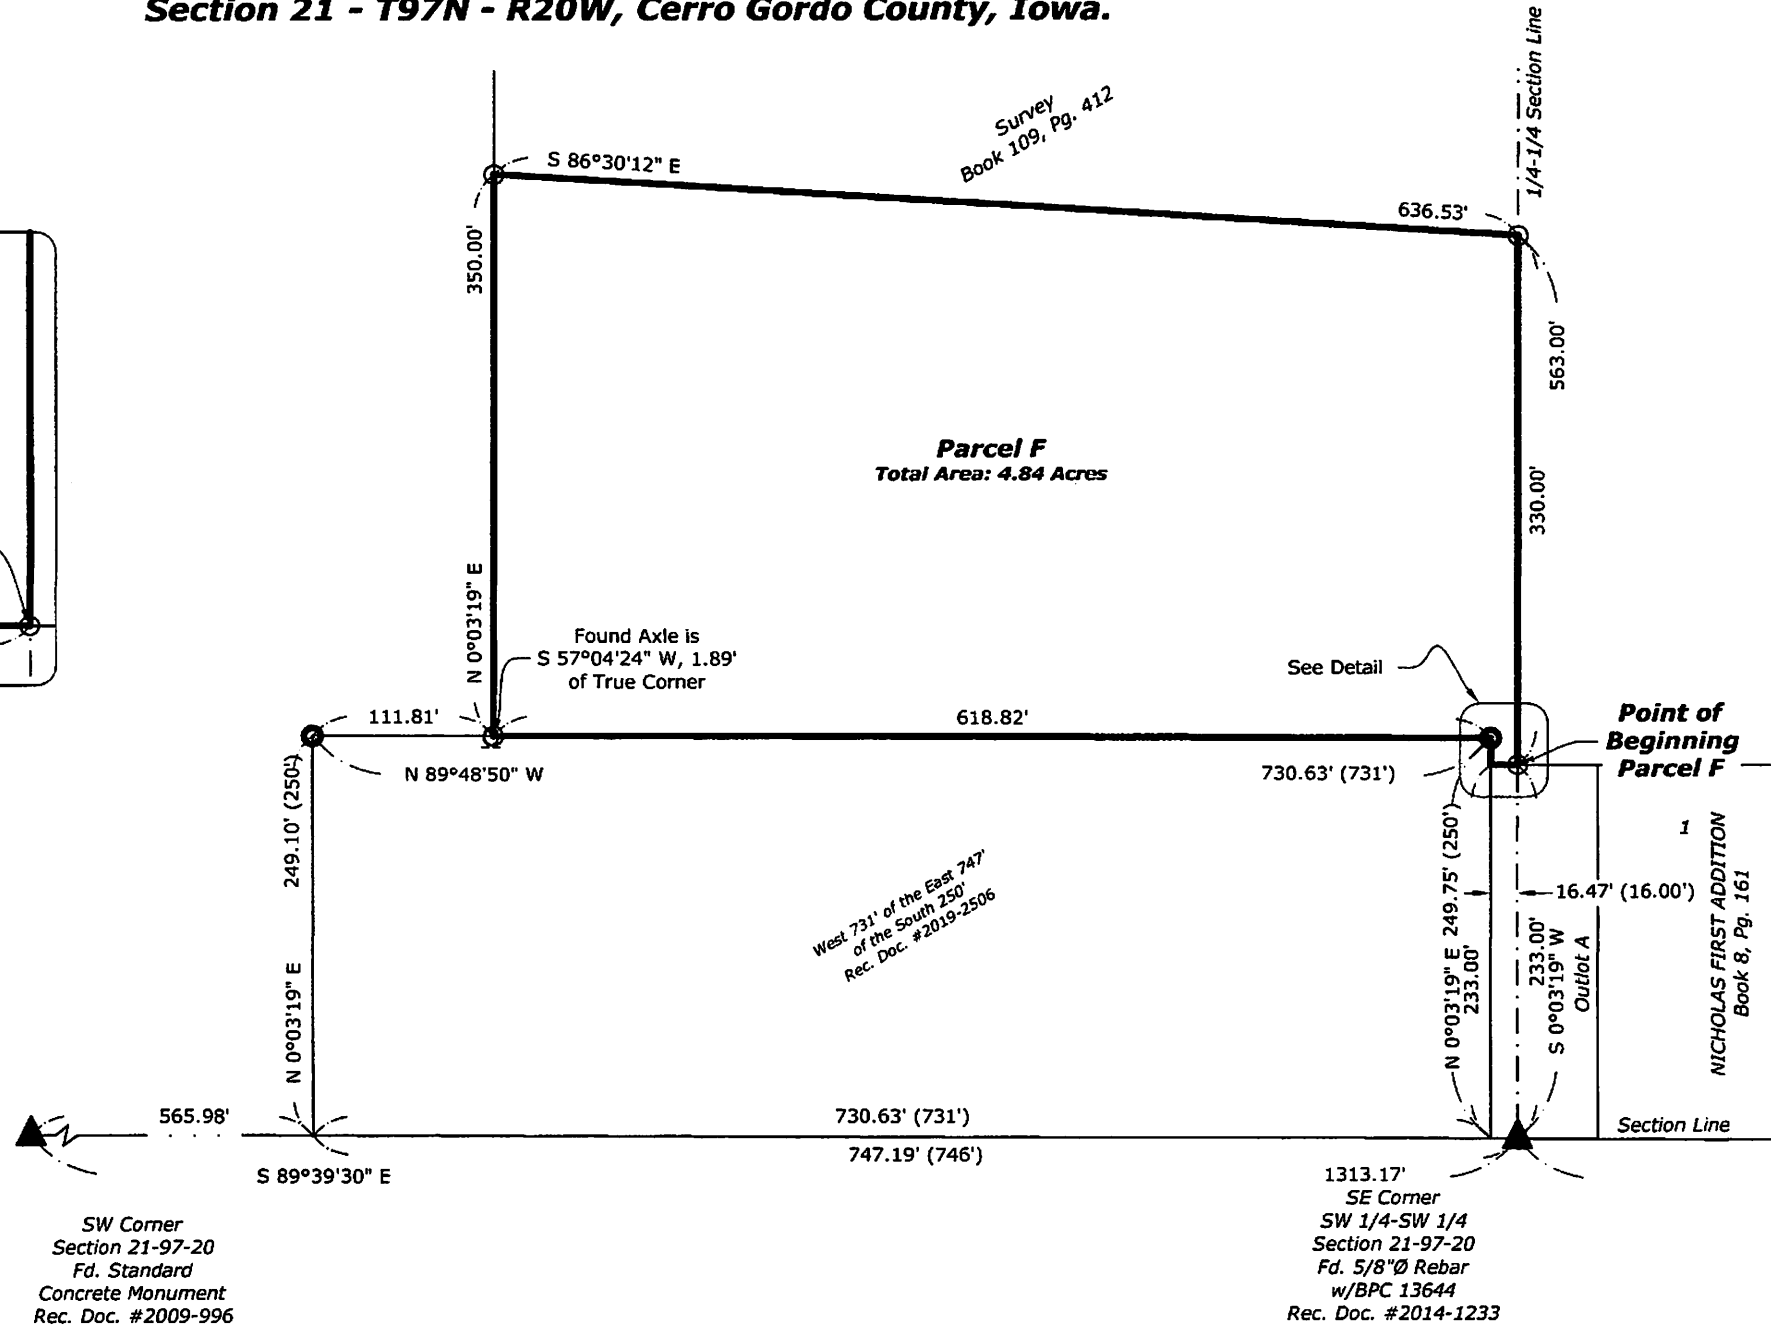 Section 21 - T97N - R20W, Cerro Gordo County, Iowa.
1/4-1/4 Section Line
Survey
Book 109, Pg. 412
S 86°30'12" E
636.53'
350.00'
563.00'
Parcel F
Total Area: 4.84 Acres
330.00'
N 0°03'19" E
Found Axle is
S 57°04'24" W, 1.89'
of True Corner
See Detail
111.81'
618.82'
Point of
Beginning
Parcel F
N 89°48'50" W
730.63' (731')
249.10' (250')
N 0°03'19" E
West 731' of the East 747'
of the South 250'
Rec. Doc. #2019-2506
N 0°03'19" E 249.75' (250')
233.00'
16.47' (16.00')
233.00'
S 0°03'19" W
Outlot A
1
NICHOLAS FIRST ADDITION
Book 8, Pg. 161
565.98'
730.63' (731')
Section Line
747.19' (746')
S 89°39'30" E
1313.17'
SW Corner
Section 21-97-20
Fd. Standard
Concrete Monument
Rec. Doc. #2009-996
SE Corner
SW 1/4-SW 1/4
Section 21-97-20
Fd. 5/8"Ø Rebar
w/BPC 13644
Rec. Doc. #2014-1233